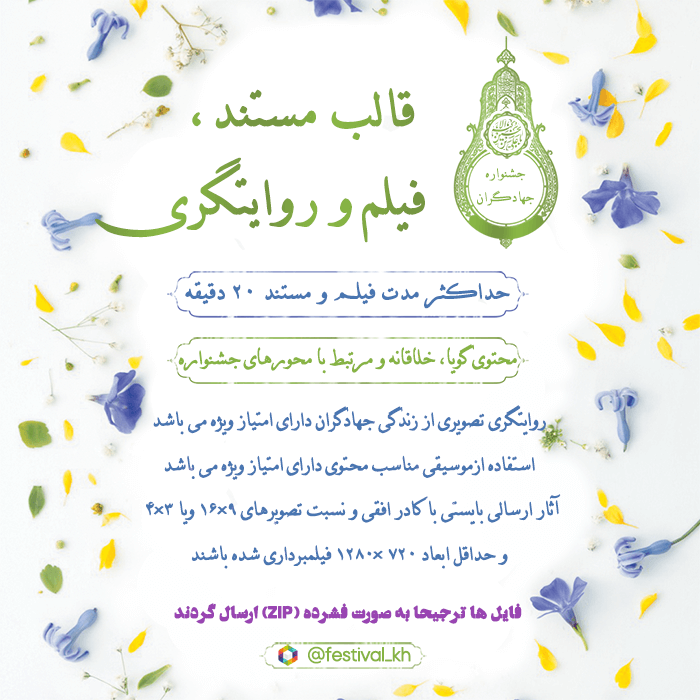 قالب مستند ،
فیلم و روایتگری
جشنواره
جهادگران
حداکثر مدت فیلم و مستند ۲۰ دقیقه
محتوی گویا، خلاقانه و مرتبط با محورهای جشنواره
روایتگری تصویری از زندگی جهادگران دارای امتیاز ویژه می باشد
استفاده ازموسیقی مناسب محتوی دارای امتیاز ویژه می باشد
آثار ارسالی بایستی با کادر افقی و نسبت تصویرهای ۹×۱۶ ویا ۳×۴
و حداقل ابعاد ۷۲۰ ×۱۲۸۰ فیلمبرداری شده باشند
فایل ها ترجیحا به صورت فشرده (ZIP) ارسال گردند
@festival_kh